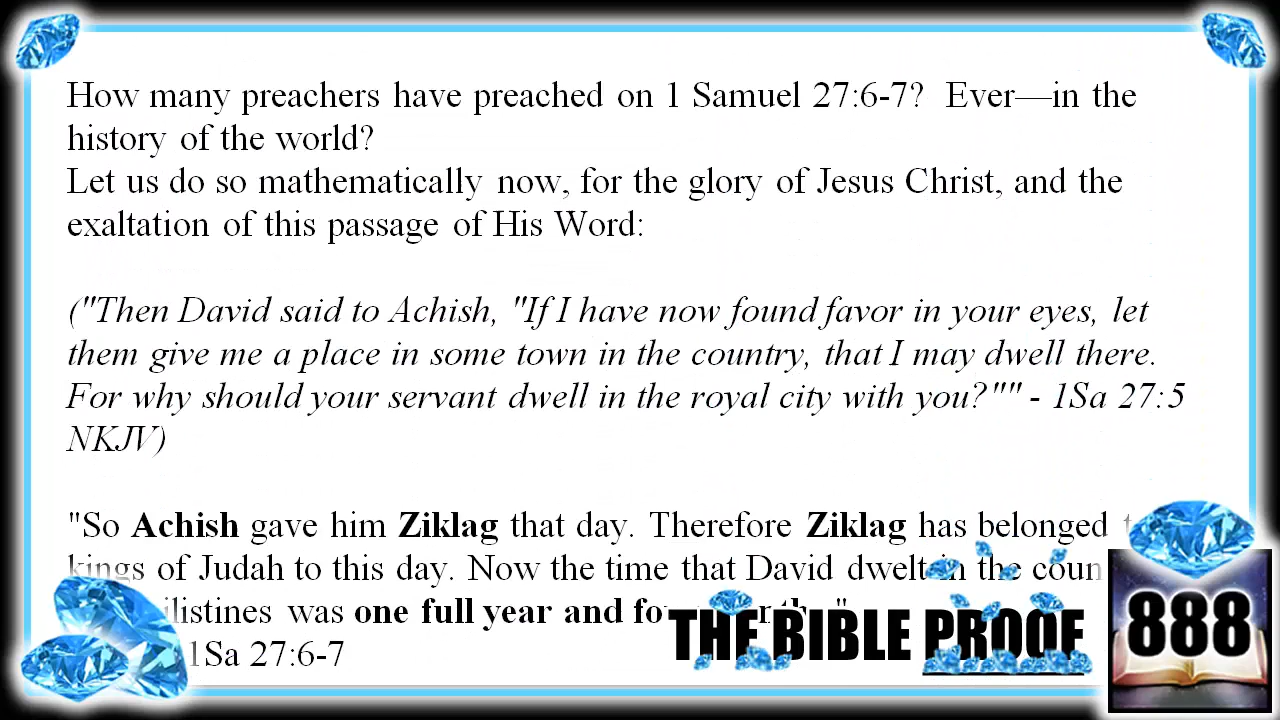 How many preachers have preached on 1 Samuel 27:6-7?  Ever—in the
history of the world?
Let us do so mathematically now, for the glory of Jesus Christ, and the
exaltation of this passage of His Word:
("Then David said to Achish, "If I have now found favor in your eyes, let
them give me a place in some town in the country, that I may dwell there.
For why should your servant dwell in the royal city with you?"" - 1Sa 27:5
NKJV)
"So Achish gave him Ziklag that day. Therefore Ziklag has belonged
kings of Judah to this day. Now the time that David dwelt in the
was one full year and
1Sa 27:6-7
THE BIBLE PROOF
888